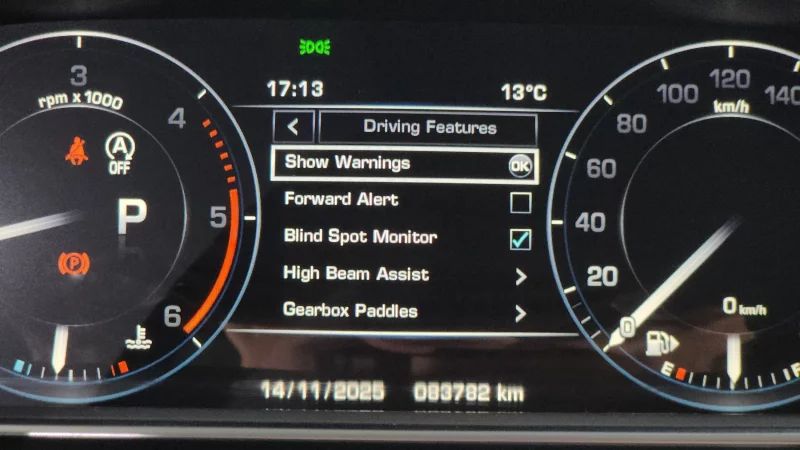 17:13
13°C
3
rpm x 1000
4
5
6
A
OFF
P
P
<
Driving Features
Show Warnings OK
Forward Alert
Blind Spot Monitor
High Beam Assist >
Gearbox Paddles >
140
120
100
km/h
80
60
40
20
0
0 km/h
E
F
14/11/2025 083782 km